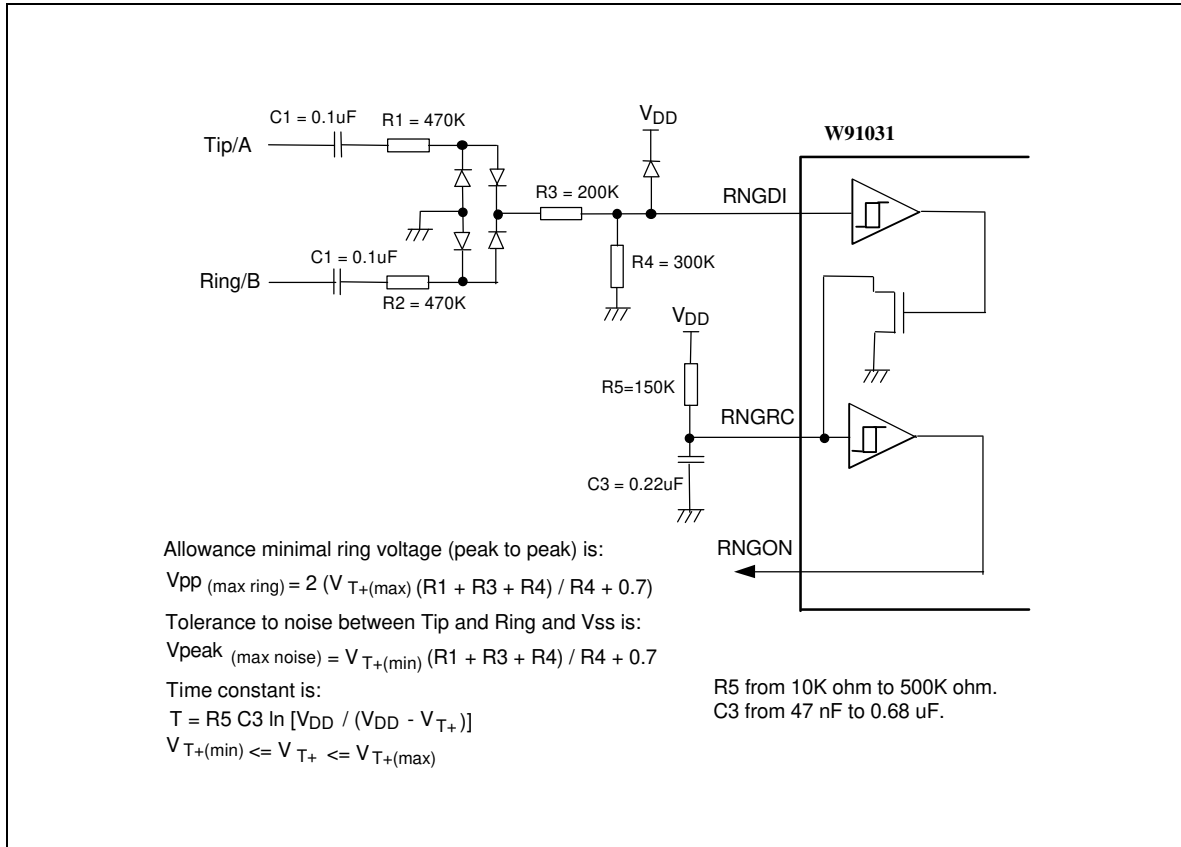 C1 = 0.1uF
R1 = 470K
Tip/A
VDD
W91031
R3 = 200K
RNGDI
C1 = 0.1uF
R4 = 300K
Ring/B
R2 = 470K
VDD
R5=150K
RNGRC
C3 = 0.22uF
RNGON
Allowance minimal ring voltage (peak to peak) is:
Vpp (max ring) = 2 (V T+(max) (R1 + R3 + R4) / R4 + 0.7)
Tolerance to noise between Tip and Ring and Vss is:
Vpeak (max noise) = V T+(min) (R1 + R3 + R4) / R4 + 0.7
Time constant is:
T = R5 C3 ln [VDD / (VDD - VT+)]
V T+(min) <= V T+ <= V T+(max)
R5 from 10K ohm to 500K ohm.
C3 from 47 nF to 0.68 uF.